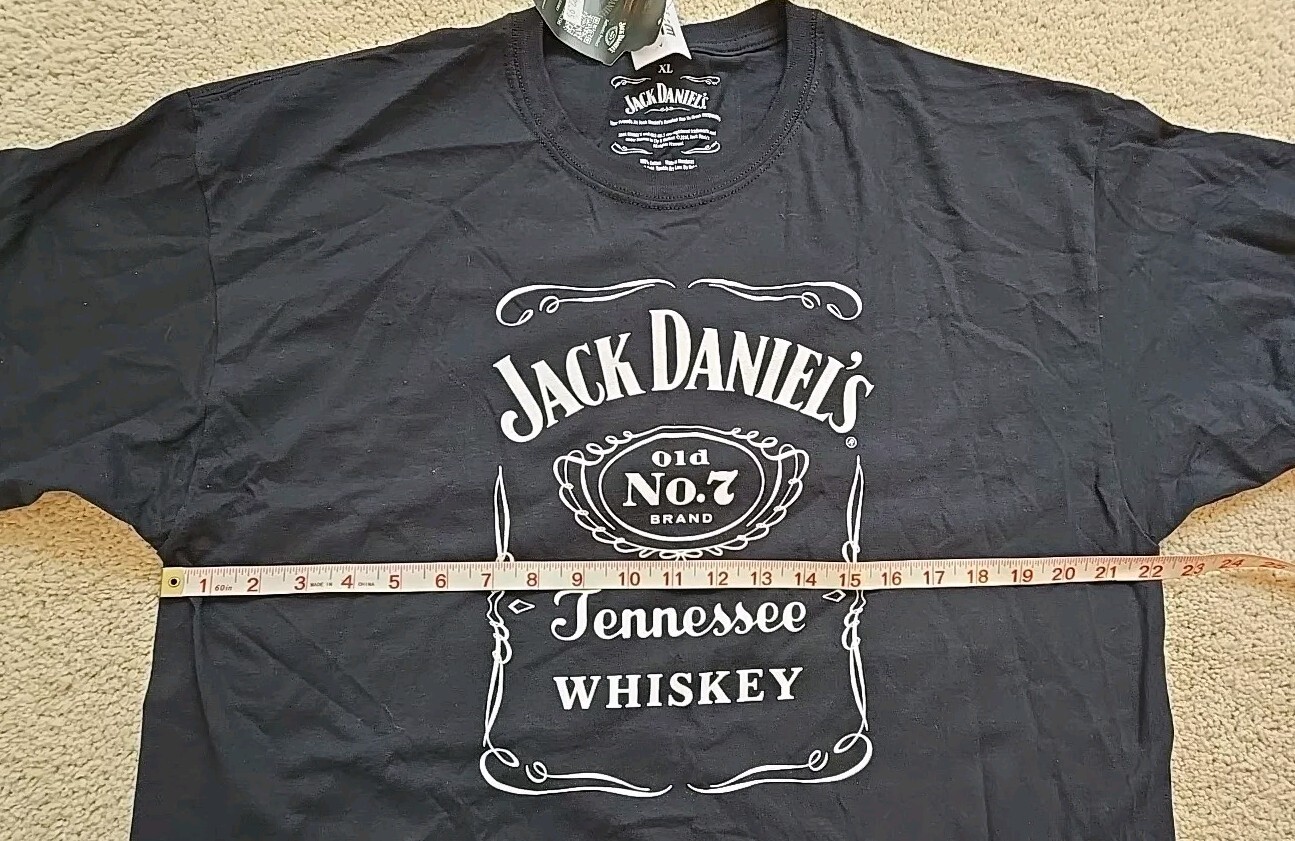 XL
JACK DANIEL'S
JACK DANIEL'S
®
Old
No.7
BRAND
1 60in 2 3 MADE IN 4 CHINA 5 6 7 8 9 10 11 12 13 14 15 16 17 18 19 20 21 22 23 24
Tennessee
WHISKEY